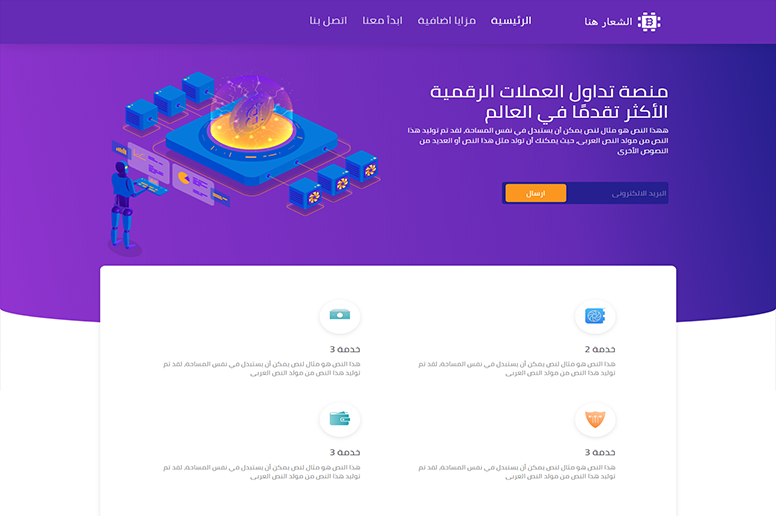 الشعار هنا
الرئيسية
مزايا اضافية
ابدأ معنا
اتصل بنا
منصة تداول العملات الرقمية
الأكثر تقدمًا في العالم
ههذا النص هو مثال لنص يمكن أن يستبدل في نفس المساحة، لقد تم توليد هذا
النص من مولد النص العربى، حيث يمكنك أن تولد مثل هذا النص أو العديد من
النصوص الأخرى
البريد الالكترونى
ارسال
خدمة 2
هذا النص هو مثال لنص يمكن أن يستبدل في نفس المساحة، لقد تم
توليد هذا النص من مولد النص العربى
خدمة 3
هذا النص هو مثال لنص يمكن أن يستبدل في نفس المساحة، لقد تم
توليد هذا النص من مولد النص العربى
خدمة 3
هذا النص هو مثال لنص يمكن أن يستبدل في نفس المساحة، لقد تم
توليد هذا النص من مولد النص العربى
خدمة 3
هذا النص هو مثال لنص يمكن أن يستبدل في نفس المساحة، لقد تم
توليد هذا النص من مولد النص العربى